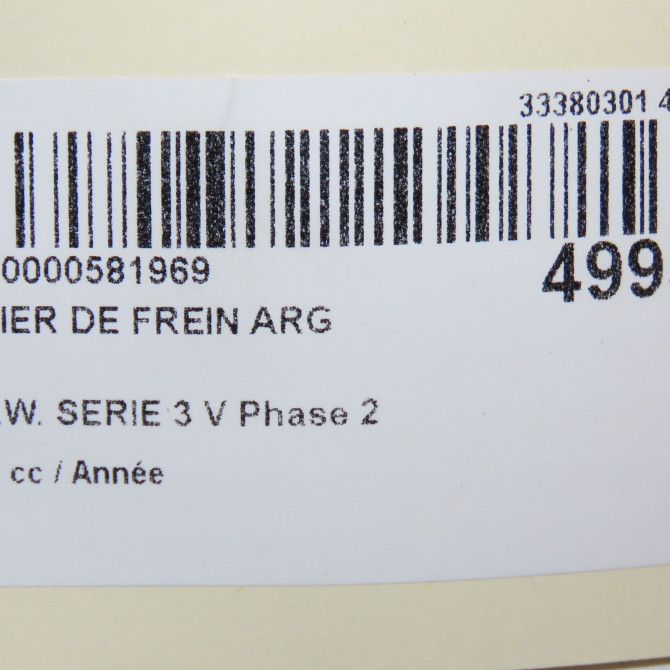 33380301 4
0000581969
499
IER DE FREIN ARG
.W. SERIE 3 V Phase 2
cc / Année